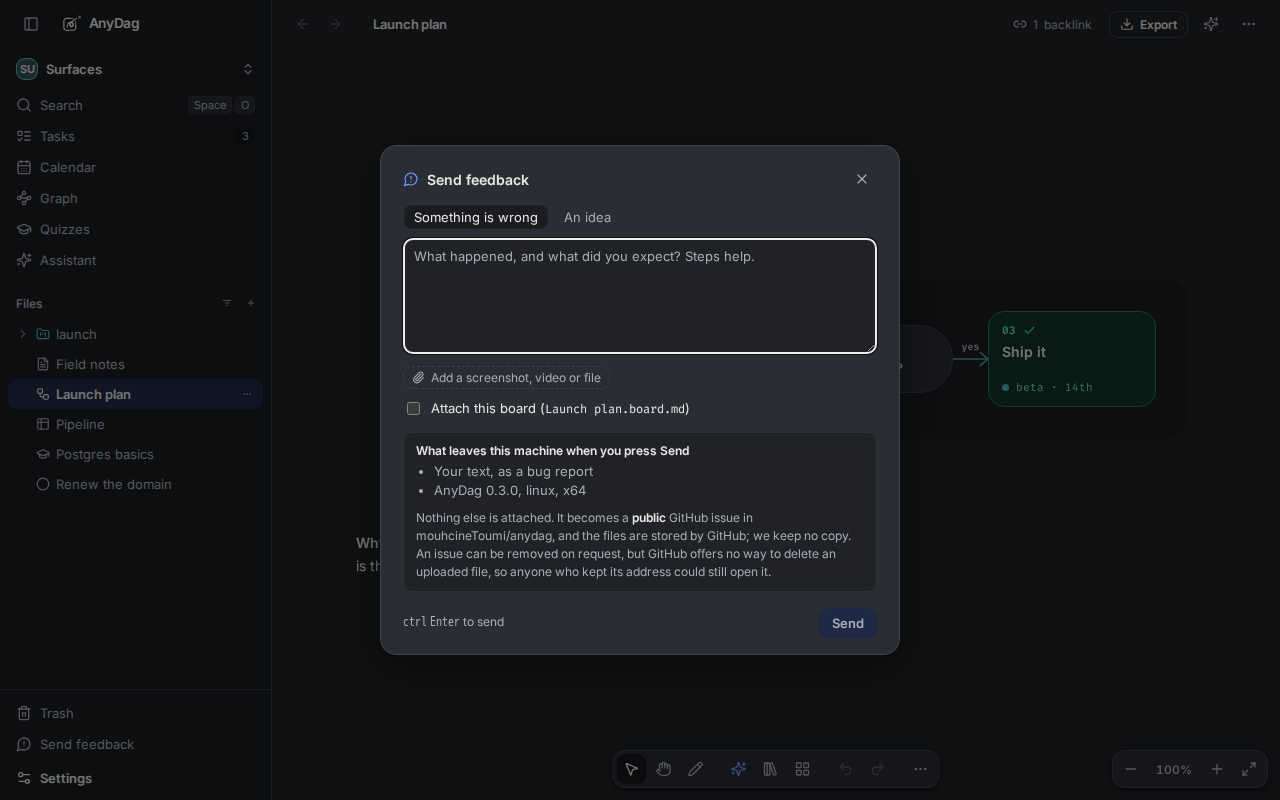 AnyDag
Launch plan
1 backlink
Export
SU Surfaces
Search Space O
Tasks 3
Calendar
Graph
Quizzes
Assistant
Files
launch
Field notes
Launch plan
Pipeline
Postgres basics
Renew the domain
Trash
Send feedback
Settings
Send feedback
Something is wrong
An idea
What happened, and what did you expect? Steps help.
Add a screenshot, video or file
Attach this board (Launch plan.board.md)
What leaves this machine when you press Send
• Your text, as a bug report
• AnyDag 0.3.0, linux, x64
Nothing else is attached. It becomes a public GitHub issue in
mouhcineToumi/anydag, and the files are stored by GitHub; we keep no copy.
An issue can be removed on request, but GitHub offers no way to delete an
uploaded file, so anyone who kept its address could still open it.
ctrl Enter to send
Send
yes
03
Ship it
beta · 14th
is
100%